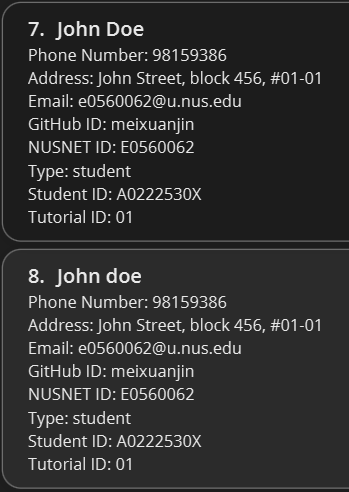 7. John Doe
Phone Number: 98159386
Address: John Street, block 456, #01-01
Email: e0560062@u.nus.edu
GitHub ID: meixuanjin
NUSNET ID: E0560062
Type: student
Student ID: A0222530X
Tutorial ID: 01
8. John doe
Phone Number: 98159386
Address: John Street, block 456, #01-01
Email: e0560062@u.nus.edu
GitHub ID: meixuanjin
NUSNET ID: E0560062
Type: student
Student ID: A0222530X
Tutorial ID: 01